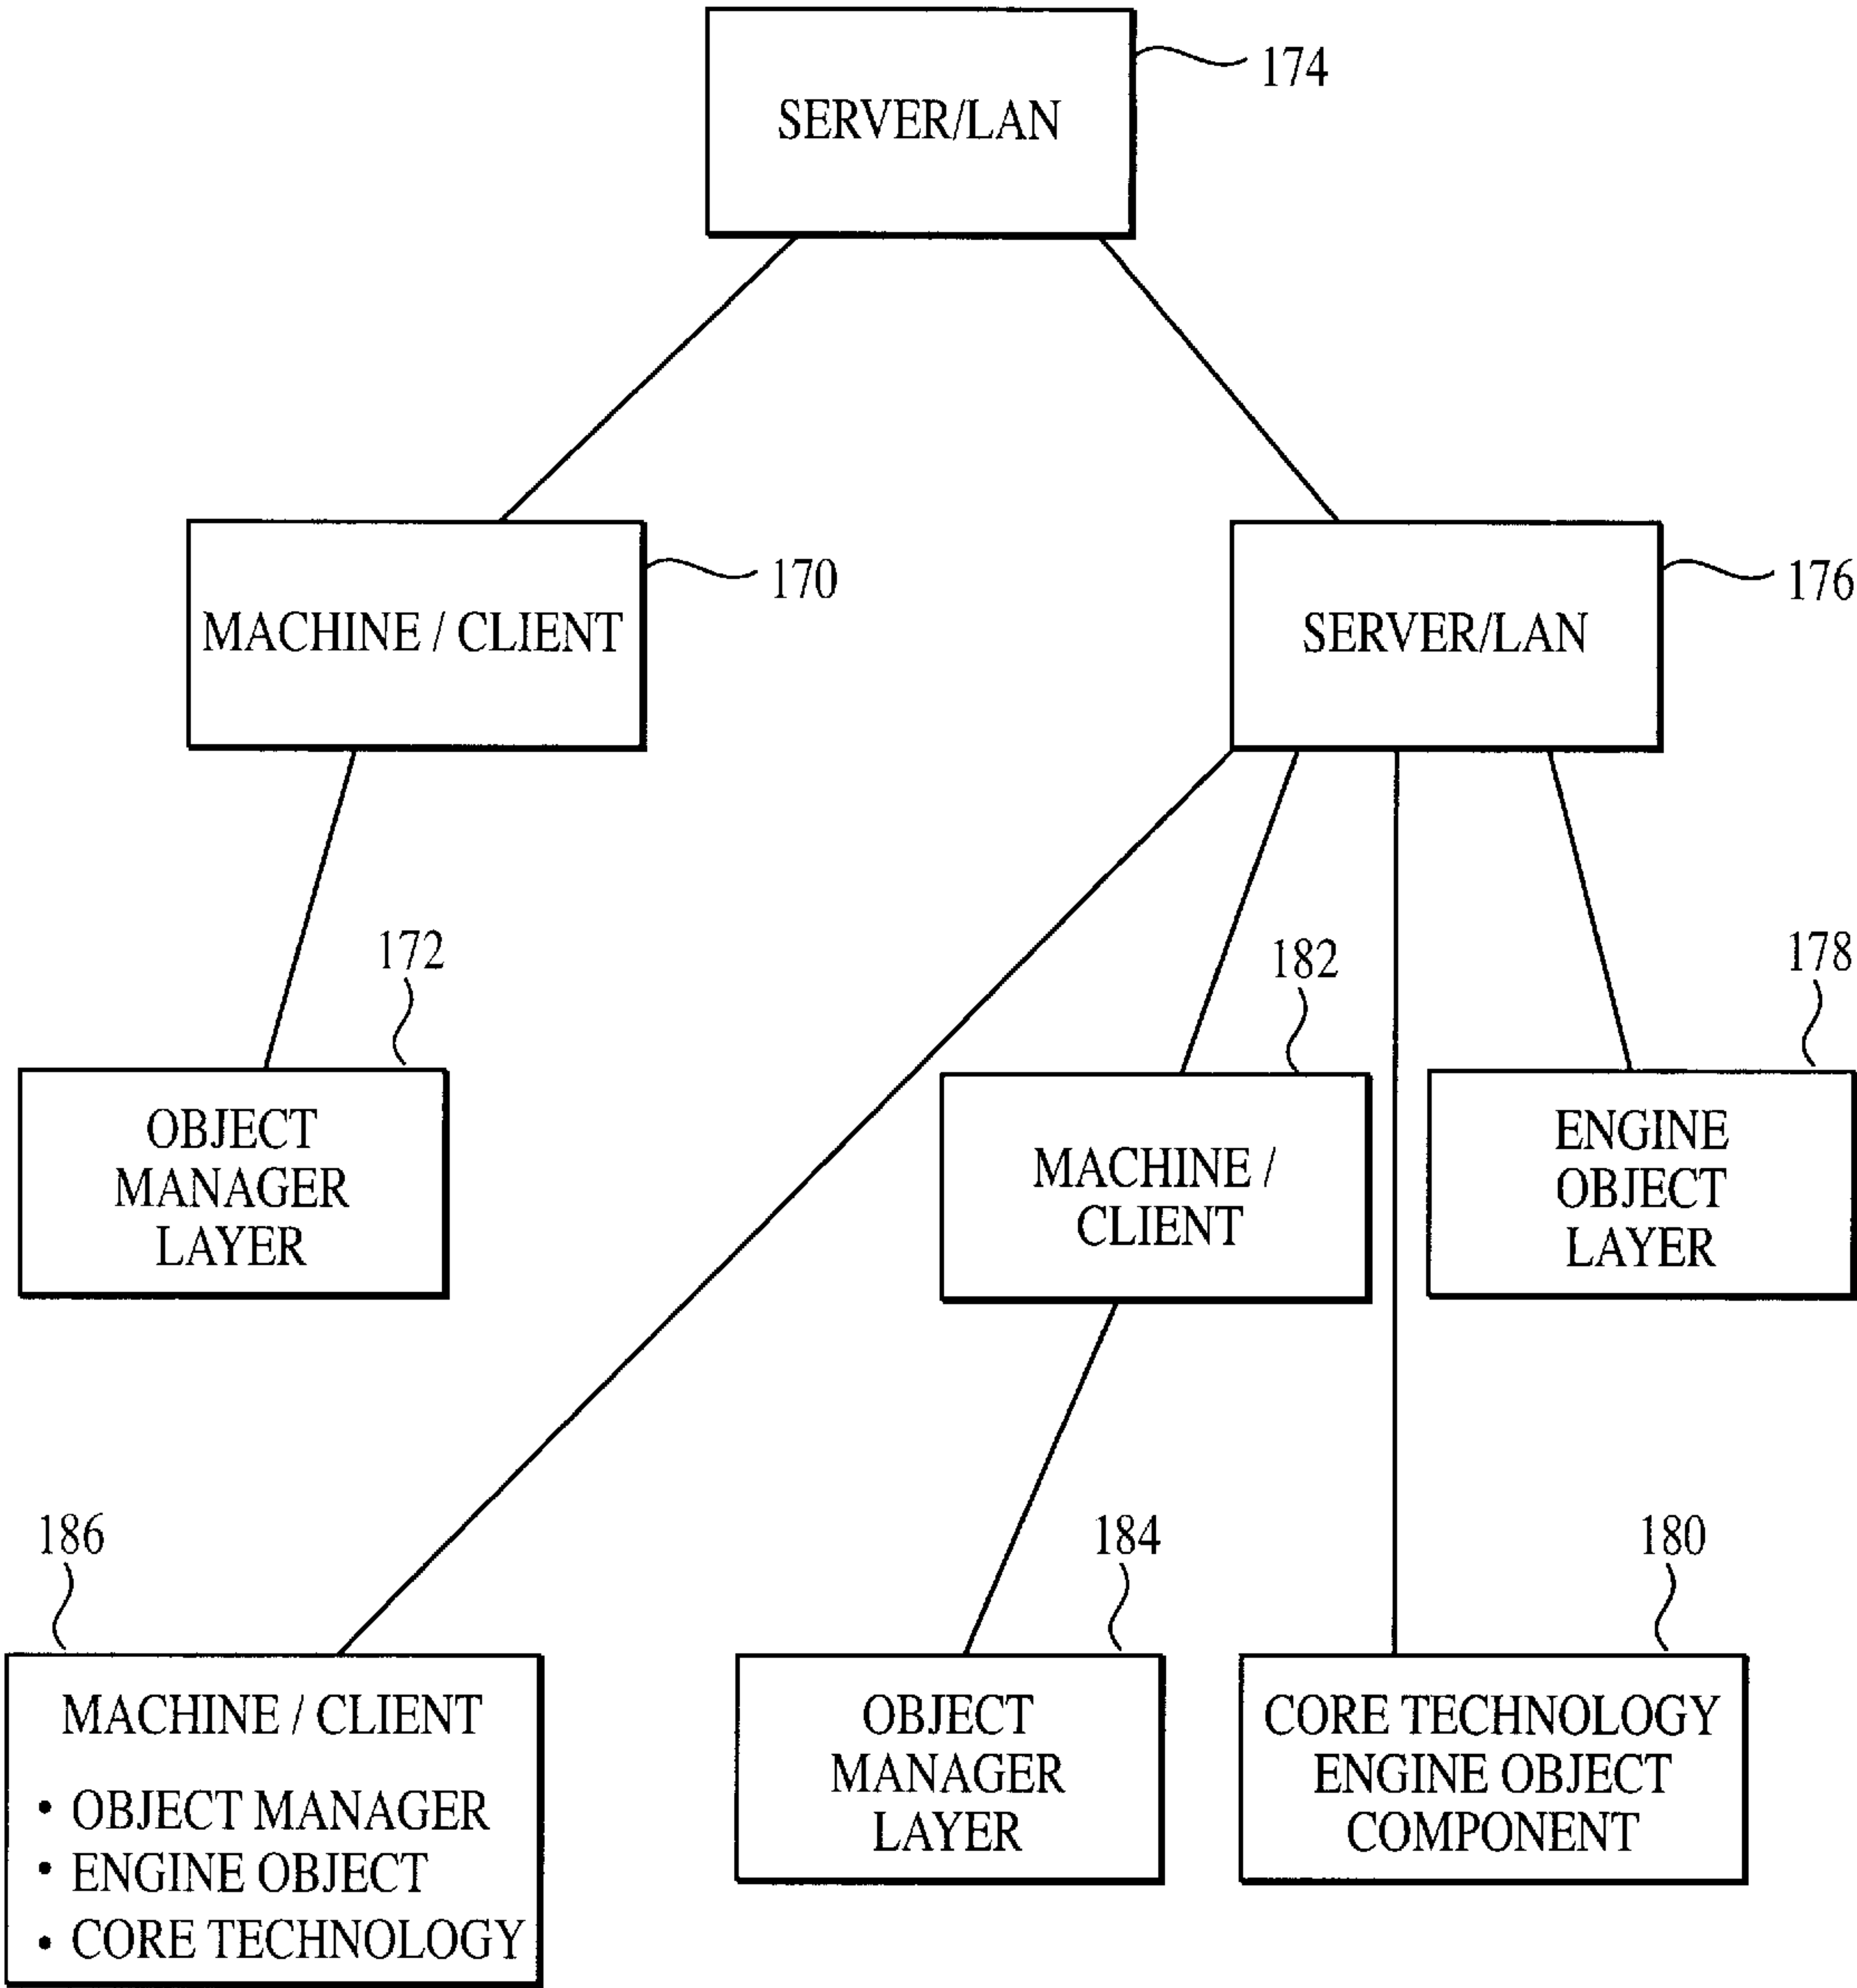 174
SERVER/LAN
170
MACHINE / CLIENT
176
SERVER/LAN
172
OBJECT
MANAGER
LAYER
182
MACHINE /
CLIENT
178
ENGINE
OBJECT
LAYER
186
MACHINE / CLIENT
• OBJECT MANAGER
• ENGINE OBJECT
• CORE TECHNOLOGY
184
OBJECT
MANAGER
LAYER
180
CORE TECHNOLOGY
ENGINE OBJECT
COMPONENT